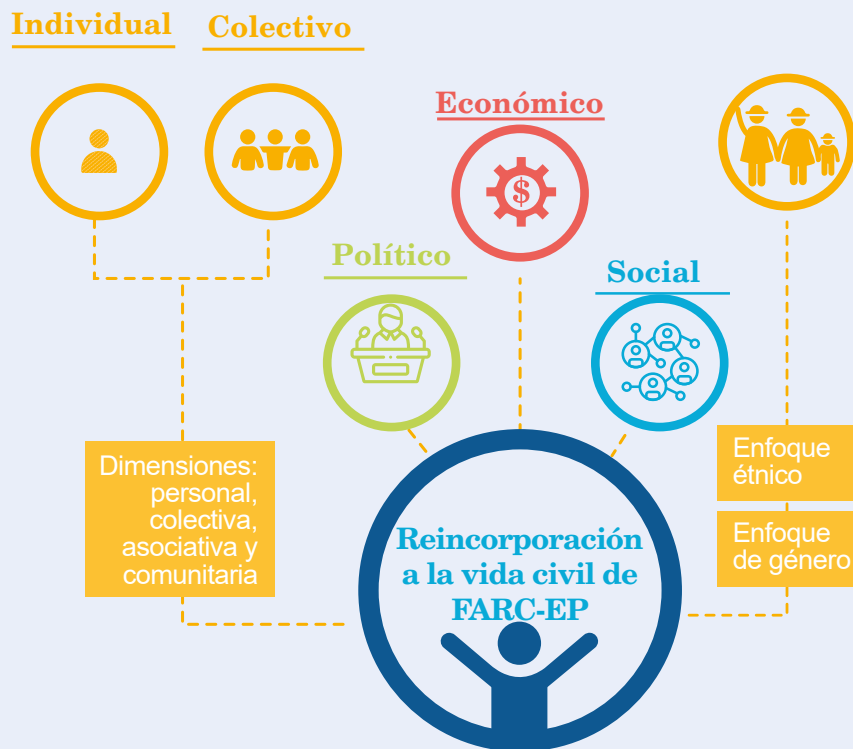 Individual
Colectivo
Económico
$
Político
Social
Dimensiones:
personal,
colectiva,
asociativa y
comunitaria
Enfoque
étnico
Enfoque
de género
Reincorporación
a la vida civil de
FARC-EP